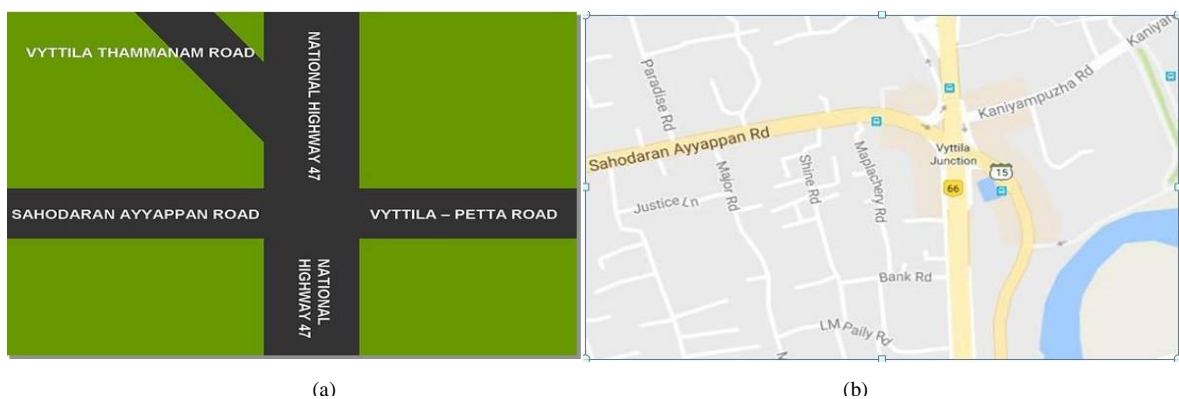 VYTTILA THAMMANAM ROAD
NATIONAL HIGHWAY 47
SAHODARAN AYYAPPAN ROAD
VYTTILA – PETTA ROAD
NATIONAL
HIGHWAY 47
(a)
Kaniyar
Paradise Rd
Kaniyampuzha Rd
Sahodaran Ayyappan Rd
Vyttila
Junction
15
66
Shine Rd
Maplachery Rd
Major Rd
Justice Ln
Bank Rd
LM Paily Rd
M
(b)